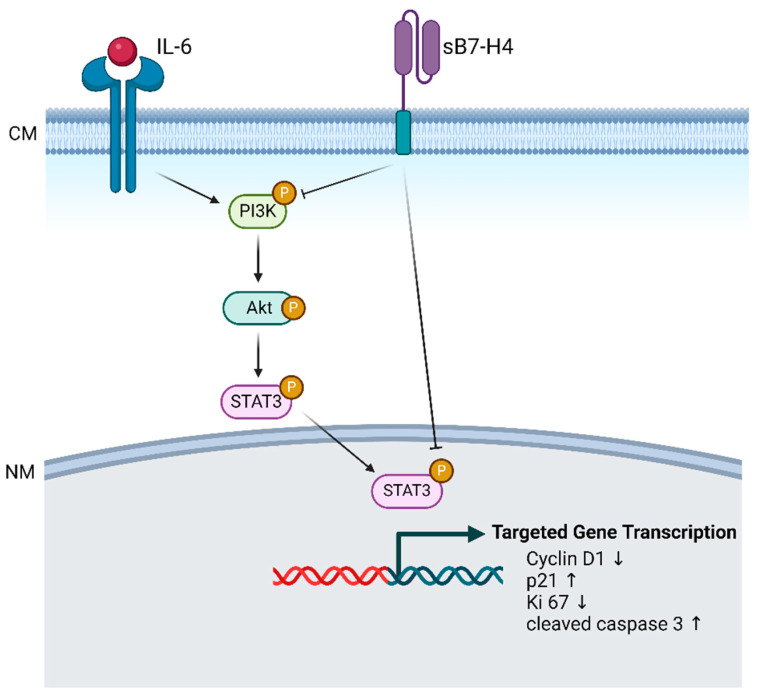 IL-6
sB7-H4
CM
P
PI3K
Akt
P
P
STAT3
NM
P
STAT3
Targeted Gene Transcription
Cyclin D1 ↓
p21 ↑
Ki 67 ↓
cleaved caspase 3 ↑